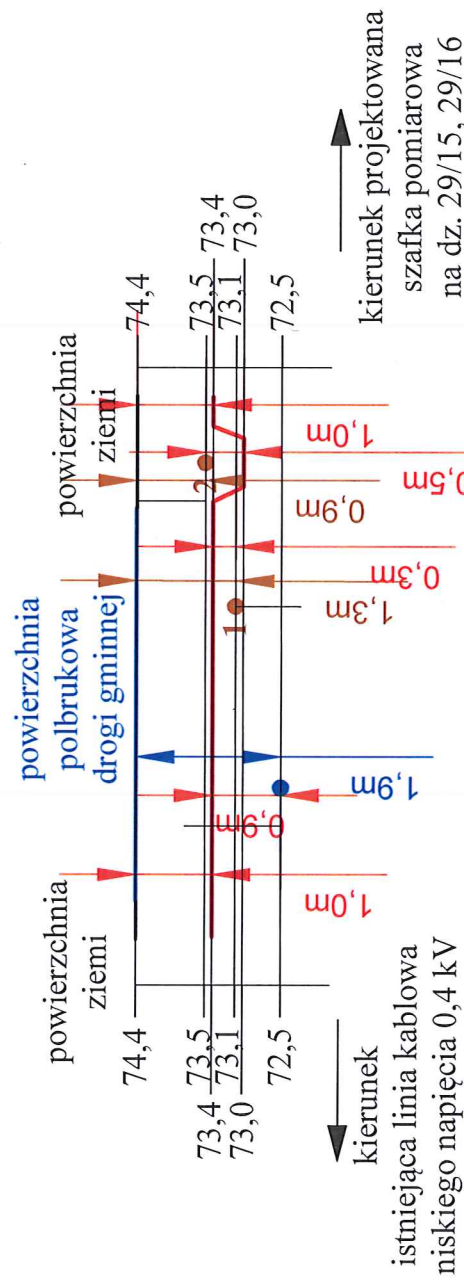 powierzchnia
ziemi
powierzchnia
polbrukowa
drogi gminnej
powierzchnia
ziemi
74,4
73,5
73,4
73,1
73,0
72,5
74,4
73,5
73,4
73,1
73,0
72,5
1
2
1,0m
0,9m
1,9m
1,3m
0,3m
0,9m
0,5m
1,0m
kierunek
istniejąca linia kablowa
niskiego napięcia 0,4 kV
kierunek projektowana
szafka pomiarowa
na dz. 29/15, 29/16